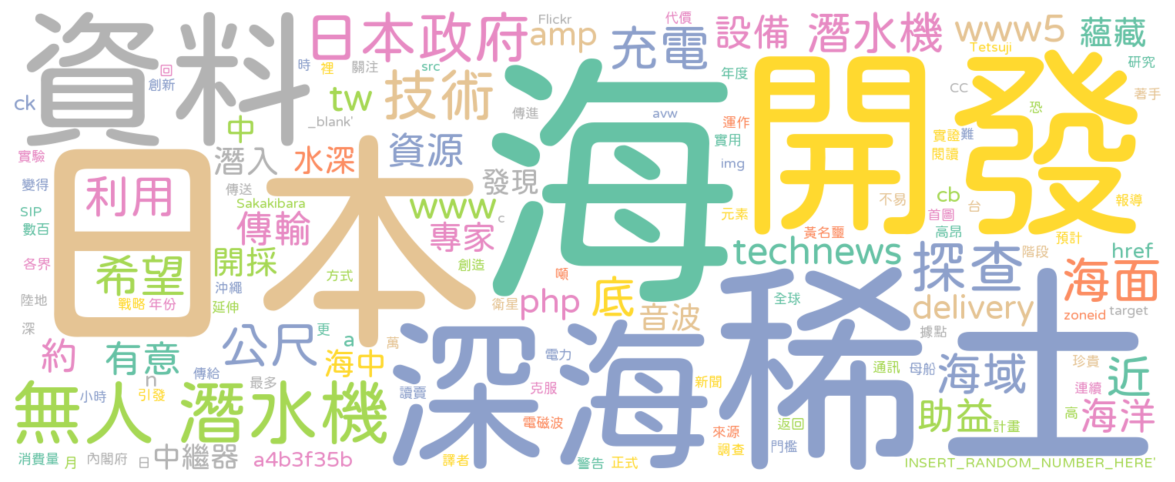 資料
日本政府
Flickr
amp
充電
代價
設備
潛水機
www5
Tetsuji
蘊藏
回
創新
裡
關注
時
src
技術
年度
研究
CC
著手
ck
tw
_blank'
傳進
avw
運作
恐
中
實用
實證
難
閱讀
實驗
潛入
水深
資源
海
img
開發
變得
利用
傳送
Sakakibara
www
發現
不易
cb
報導
SIP
數百
日本
傳輸
專家
c
元素
首圖
台
黃名璽
高昂
預計
各界
希望
開採
創造
technews
探查
階段
href
戰略
年份
沖繩
方式
噸
海面
陸地
延伸
衛星
php
底
音波
全球
delivery
zoneid
target
深
公尺
更
a
萬
據點
約
有意
海中
電力
深海
稀土
通訊
母船
海域
珍貴
近
n
傳給
最多
讀賣
克服
新聞
連續
無人
潛水機
小時
引發
電磁波
來源
返回
助益
計畫
高
海洋
消費量
月
內閣府
日
中繼器
a4b3f35b
譯者
警告
正式
調查
門檻
INSERT_RANDOM_NUMBER_HERE'